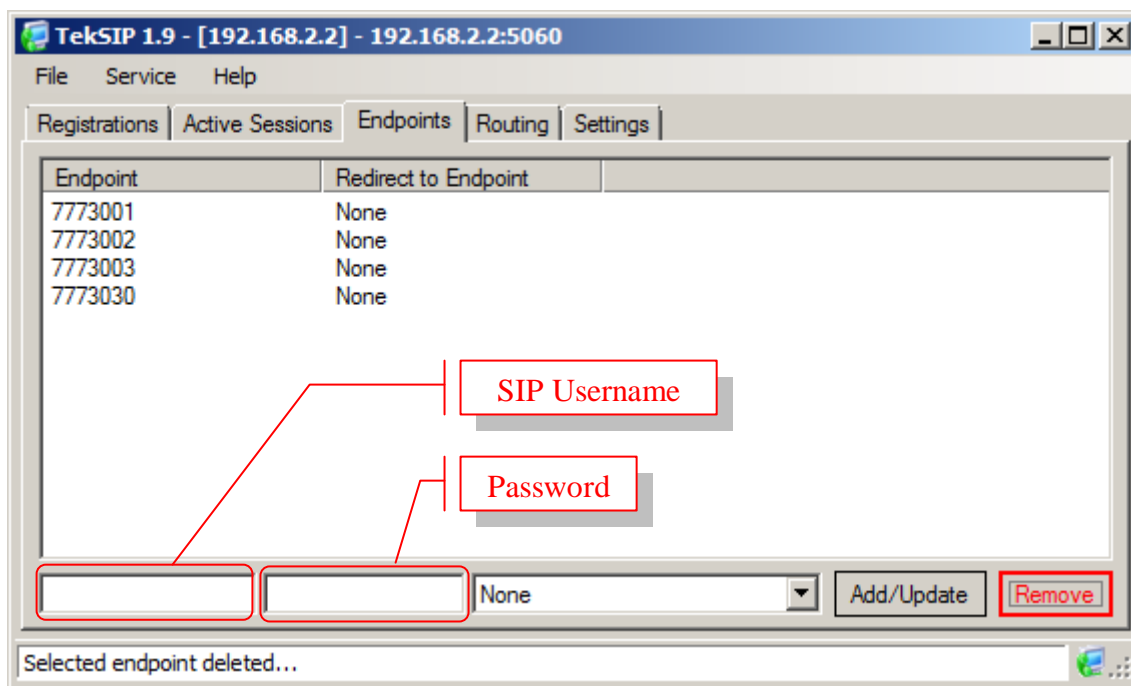 TekSIP 1.9 - [192.168.2.2] - 192.168.2.2:5060
File Service Help
Registrations Active Sessions Endpoints Routing Settings
Endpoint Redirect to Endpoint
7773001 None
7773002 None
7773003 None
7773030 None
SIP Username
Password
None Add/Update Remove
Selected endpoint deleted...